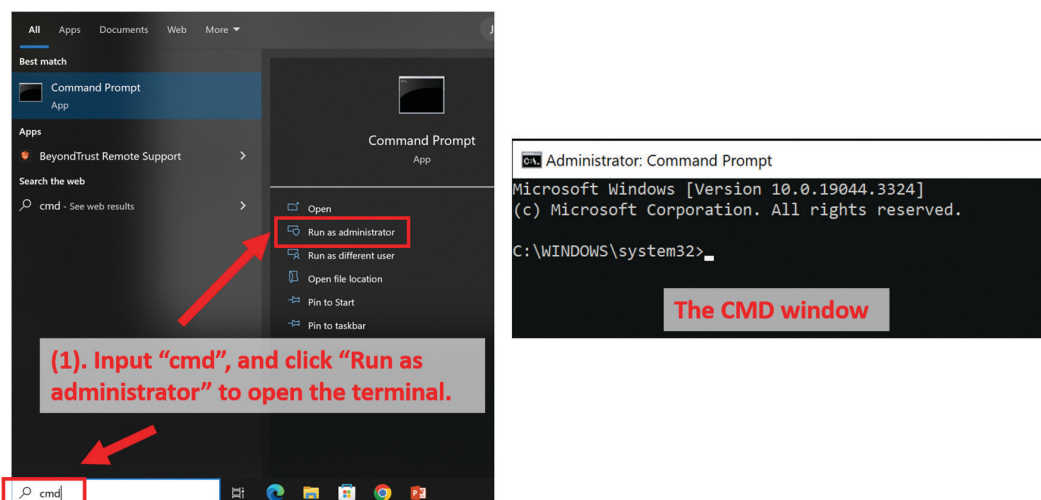 All Apps Documents Web More
J
Best match
Command Prompt
App
Apps
BeyondTrust Remote Support
Search the web
cmd - See web results
Command Prompt
App
Open
Run as administrator
Run as different user
Open file location
Pin to Start
Pin to taskbar
(1). Input “cmd”, and click “Run as
administrator” to open the terminal.
cmd
Administrator: Command Prompt
Microsoft Windows [Version 10.0.19044.3324]
(c) Microsoft Corporation. All rights reserved.
C:\WINDOWS\system32>
The CMD window